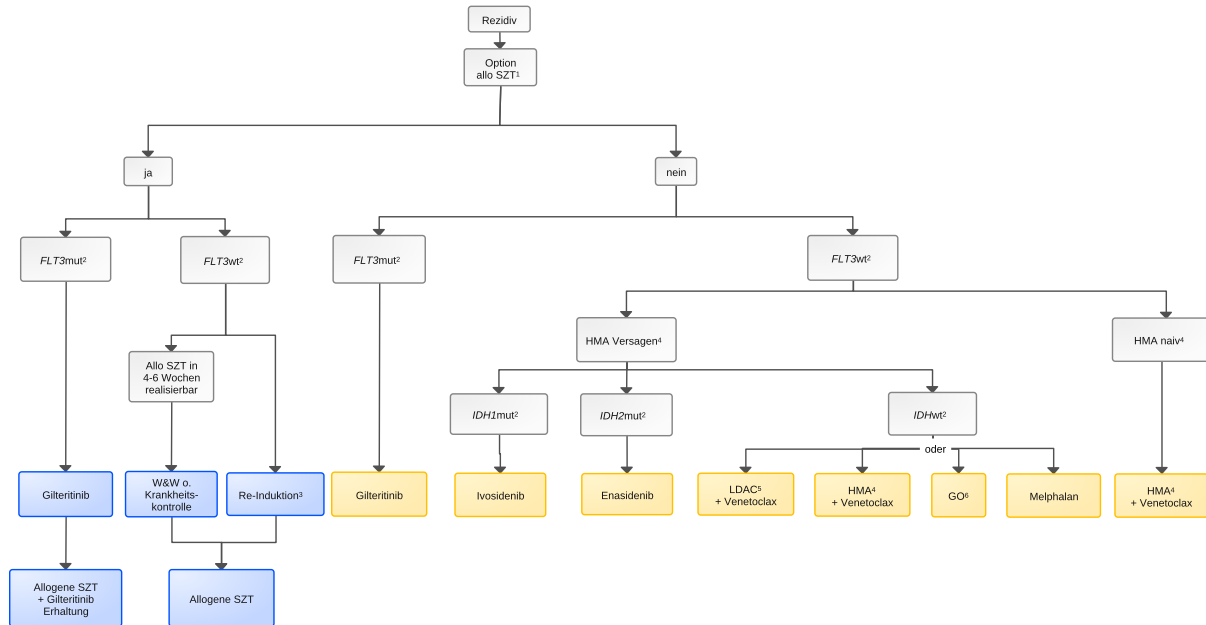 Rezidiv
Option
allo SZT¹
ja
nein
FLT3mut²
FLT3wt²
FLT3mut²
FLT3wt²
HMA Versagen⁴
HMA naiv⁴
Allo SZT in
4-6 Wochen
realisierbar
IDH1mut²
IDH2mut²
IDHwt²
oder
Gilteritinib
W&W o.
Krankheits-
kontrolle
Re-Induktion³
Gilteritinib
Ivosidenib
Enasidenib
LDAC⁵
+ Venetoclax
HMA⁴
+ Venetoclax
GO⁶
Melphalan
HMA⁴
+ Venetoclax
Allogene SZT
+ Gilteritinib
Erhaltung
Allogene SZT